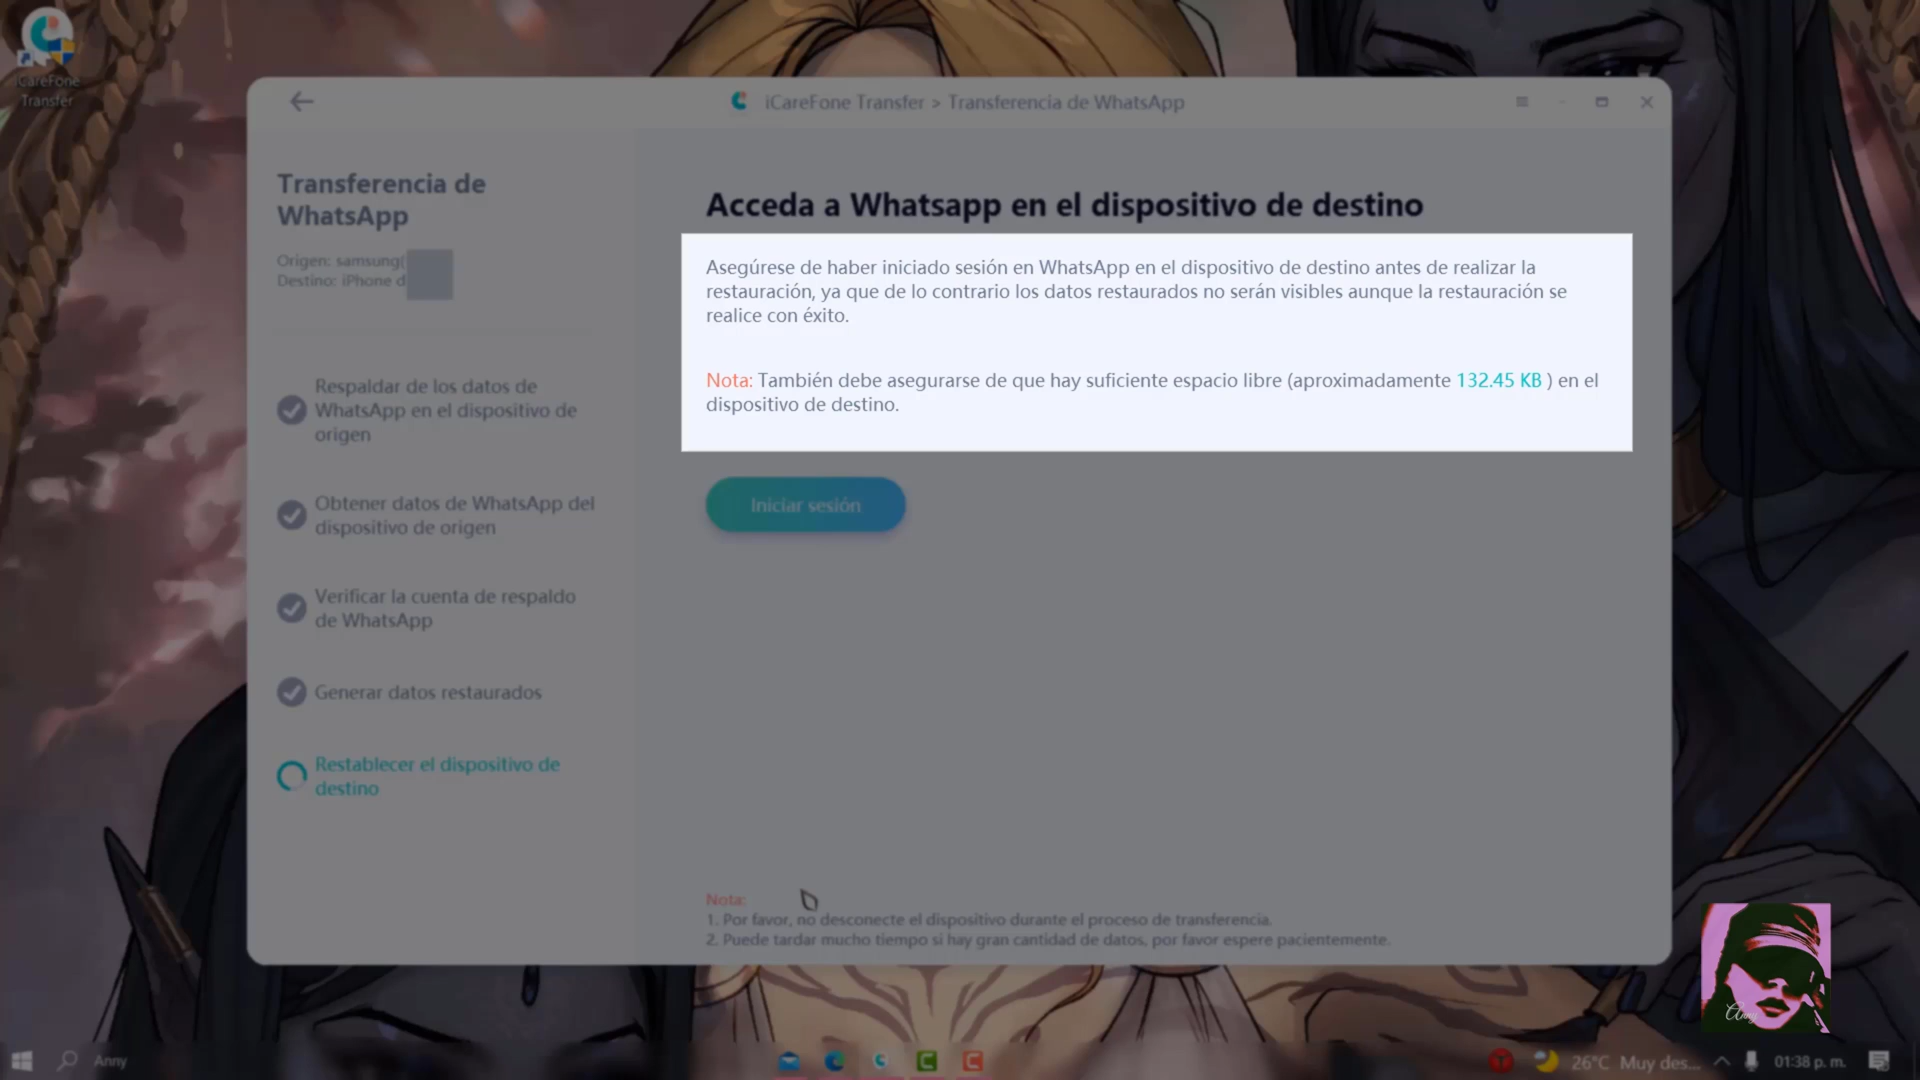 iCareFone
Transfer
iCareFone Transfer > Transferencia de WhatsApp
Transferencia de
WhatsApp
Origen: samsung(
Destino: iPhone d
Respaldar de los datos de
WhatsApp en el dispositivo de
origen
Obtener datos de WhatsApp del
dispositivo de origen
Verificar la cuenta de respaldo
de WhatsApp
Generar datos restaurados
Restablecer el dispositivo de
destino
Acceda a Whatsapp en el dispositivo de destino
Asegúrese de haber iniciado sesión en WhatsApp en el dispositivo de destino antes de realizar la
restauración, ya que de lo contrario los datos restaurados no serán visibles aunque la restauración se
realice con éxito.
Nota: También debe asegurarse de que hay suficiente espacio libre (aproximadamente 132.45 KB ) en el
dispositivo de destino.
Iniciar sesión
Nota:
1. Por favor, no desconecte el dispositivo durante el proceso de transferencia.
2. Puede tardar mucho tiempo si hay gran cantidad de datos, por favor espere pacientemente.
Anny
Anny
26°C Muy des...
01:38 p. m.